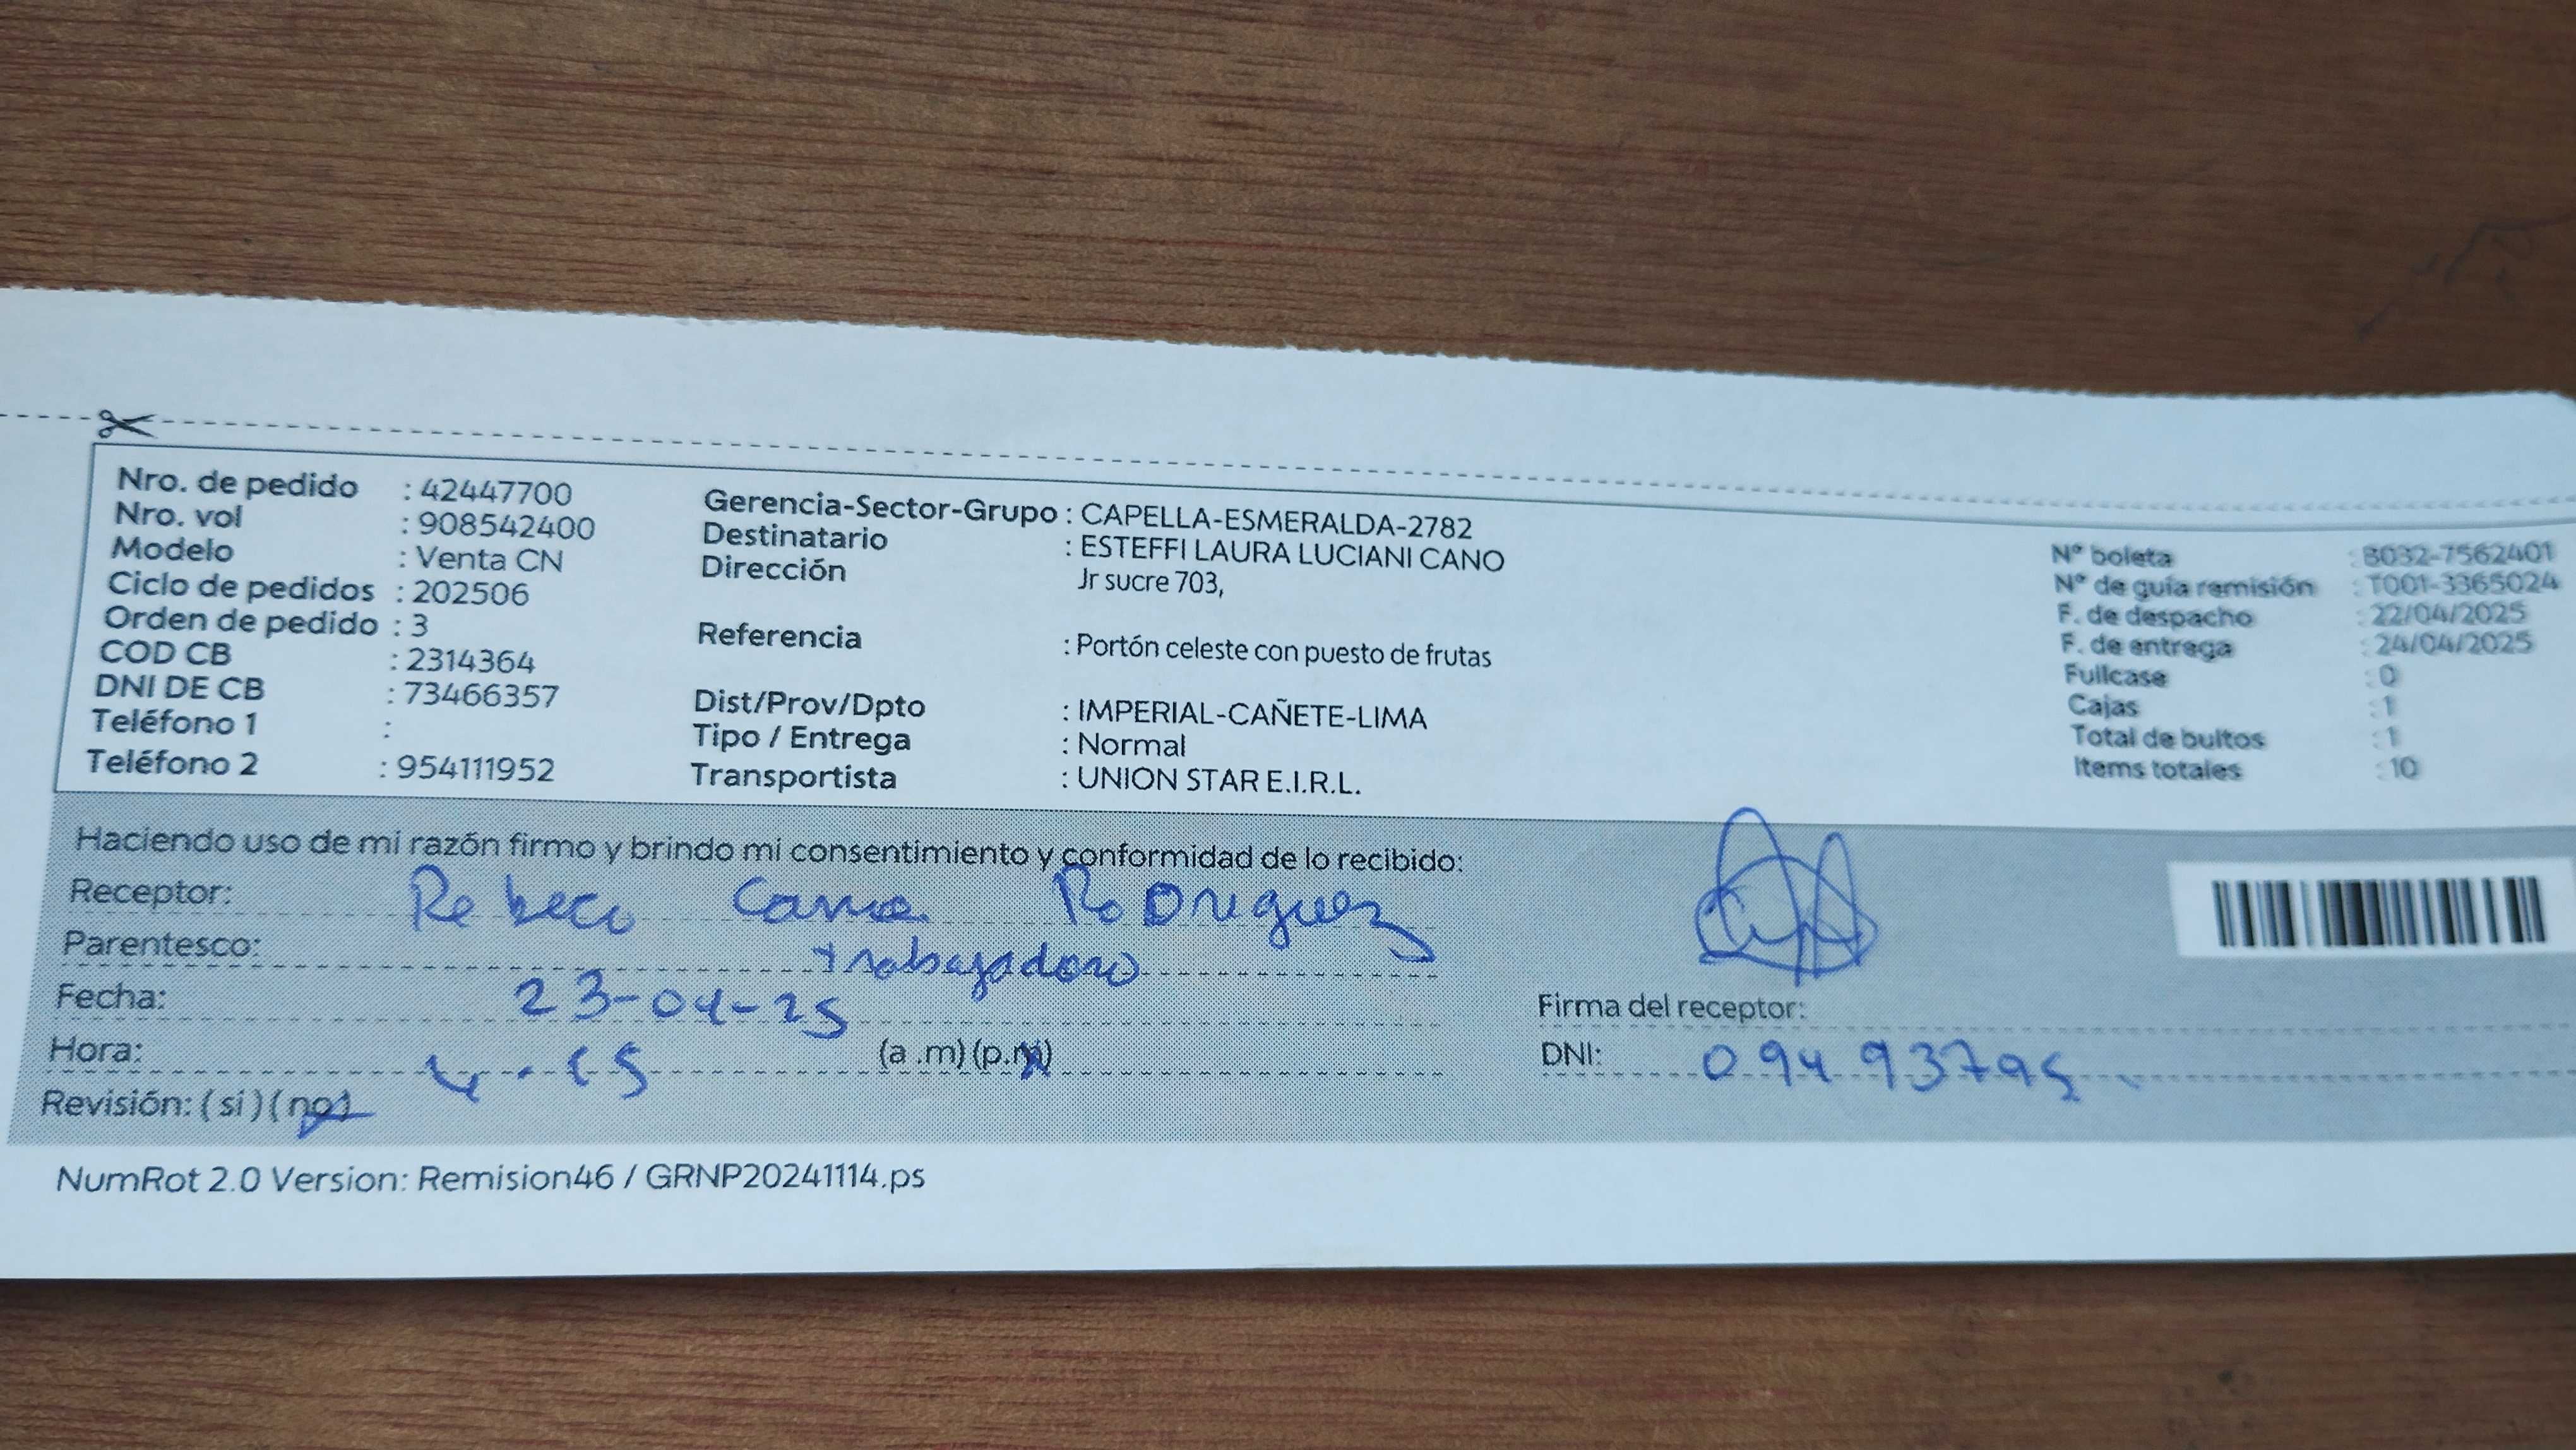 Nro. de pedido : 42447700
Nro. vol : 908542400
Modelo : Venta CN
Ciclo de pedidos : 202506
Orden de pedido : 3
COD CB : 2314364
DNI DE CB : 73466357
Teléfono 1 :
Teléfono 2 : 954111952
Gerencia-Sector-Grupo : CAPELLA-ESMERALDA-2782
Destinatario : ESTEFFI LAURA LUCIANI CANO
Dirección Jr sucre 703,
Referencia : Portón celeste con puesto de frutas
Dist/Prov/Dpto : IMPERIAL-CAÑETE-LIMA
Tipo / Entrega : Normal
Transportista : UNION STAR E.I.R.L.
Nº boleta : B032-7562401
Nº de guía remisión : T001-3365024
F. de despacho : 22/04/2025
F. de entrega : 24/04/2025
Fullcase : 0
Cajas : 1
Total de bultos : 1
Items totales : 10
Haciendo uso de mi razón firmo y brindo mi consentimiento y conformidad de lo recibido:
Receptor: Rebeca Rodriguez
Parentesco: trabajadora
Fecha: 23-04-25
Hora: 4.15 (a .m) (p.m)
Revisión: ( si ) ( no )
Firma del receptor:
DNI: 09493795
NumRot 2.0 Version: Remision46 / GRNP20241114.ps